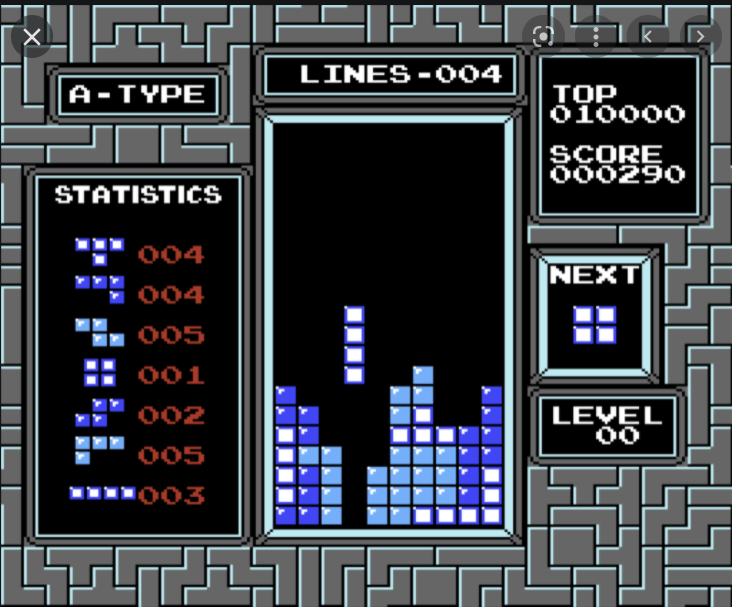 A-TYPE
LINES-004
TOP
010000
SCORE
000290
STATISTICS
004
004
005
001
002
005
003
NEXT
LEVEL
00